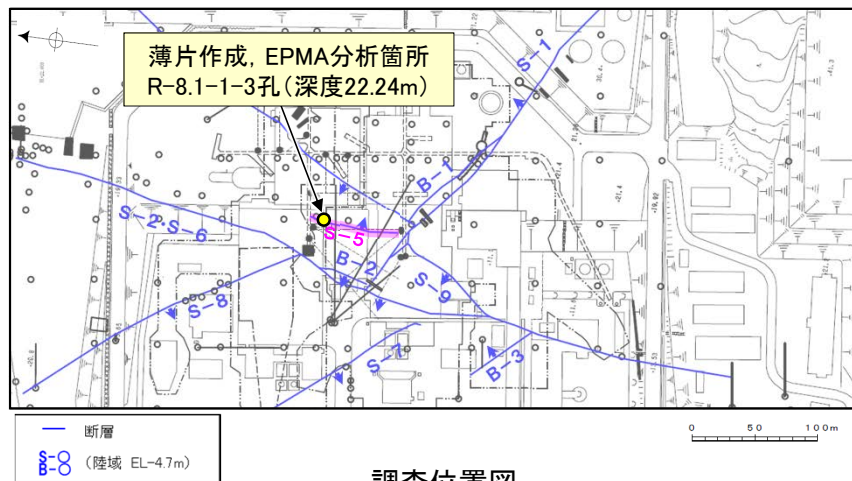 薄片作成, EPMA分析箇所
R-8.1-1-3孔(深度22.24m)
S-1
B-1
S-2・S-6
S-5
B-2
S-9
S-8
S-7
B-3
断層
S-○
B-○
(陸域 EL-4.7m)
0 50 100m
調査位置図